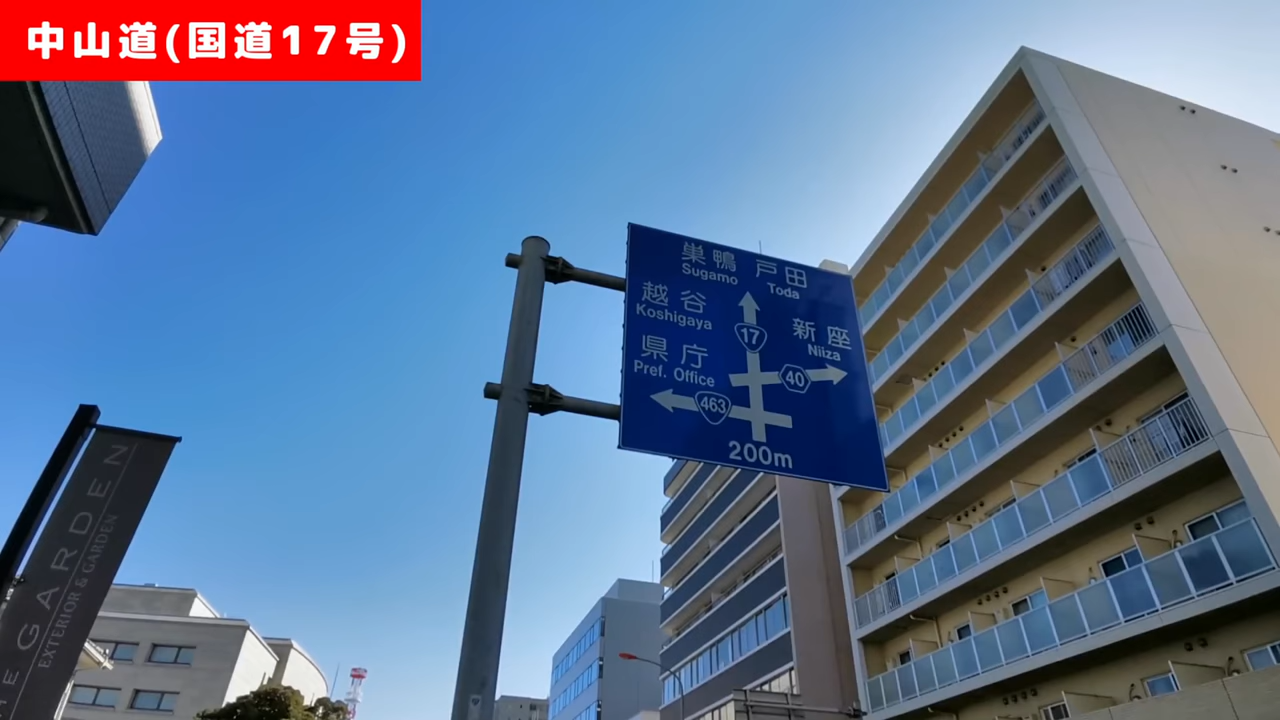 中山道(国道17号)
巣鴨 戸田
Sugamo Toda
越谷
Koshigaya
17
新座
Niiza
県庁
Pref. Office
40
463
200m
GARDEN
EXTERIOR & GARDEN